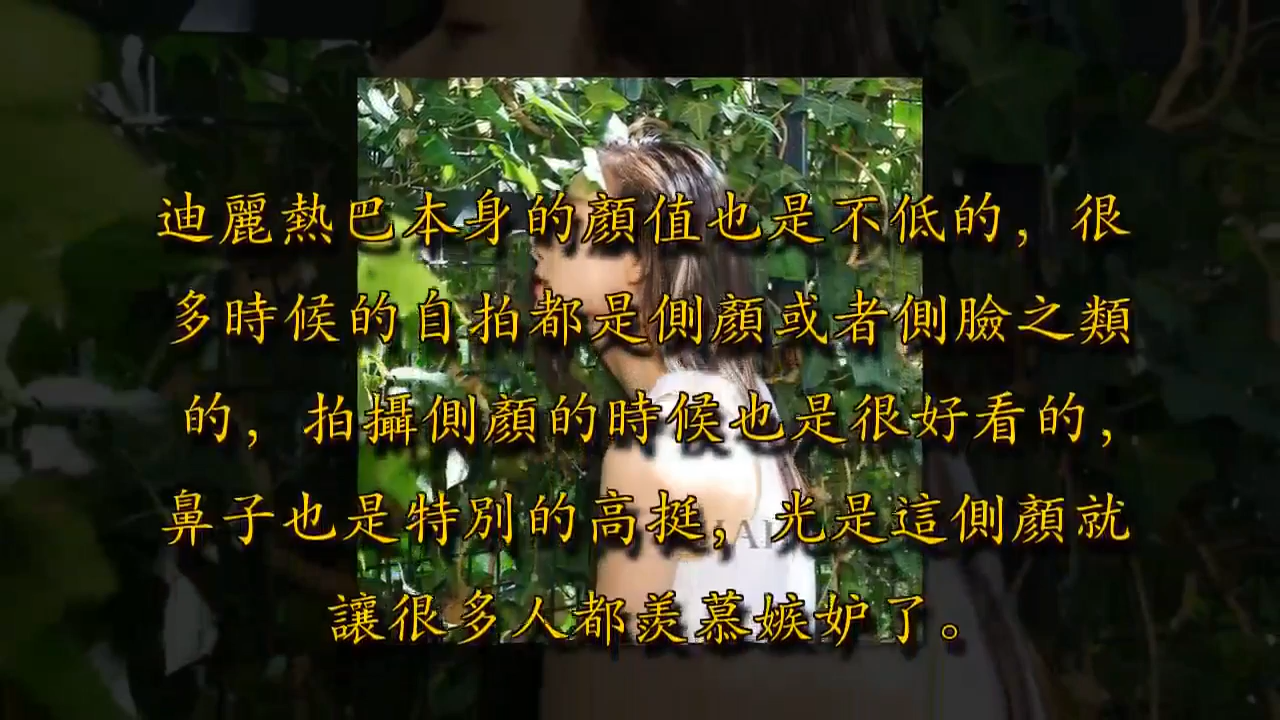 迪麗熱巴本身的顏值也是不低的，很
多時候的自拍都是側顏或者側臉之類
的，拍攝側顏的時候也是很好看的，
鼻子也是特別的高挺，光是這側顏就
讓很多人都羨慕嫉妒了。